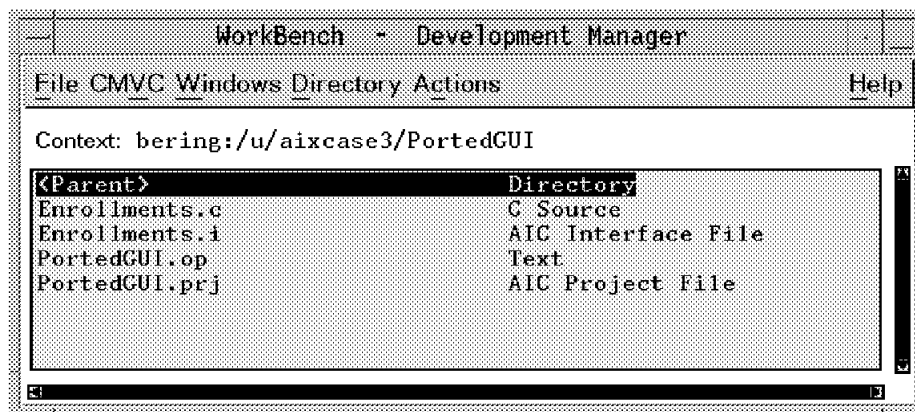 WorkBench - Development Manager
File CMVC Windows Directory Actions Help
Context: bering:/u/aixcase3/PortedGUI
<Parent> Directory
Enrollments.c C Source
Enrollments.i AIC Interface File
PortedGUI.op Text
PortedGUI.prj AIC Project File